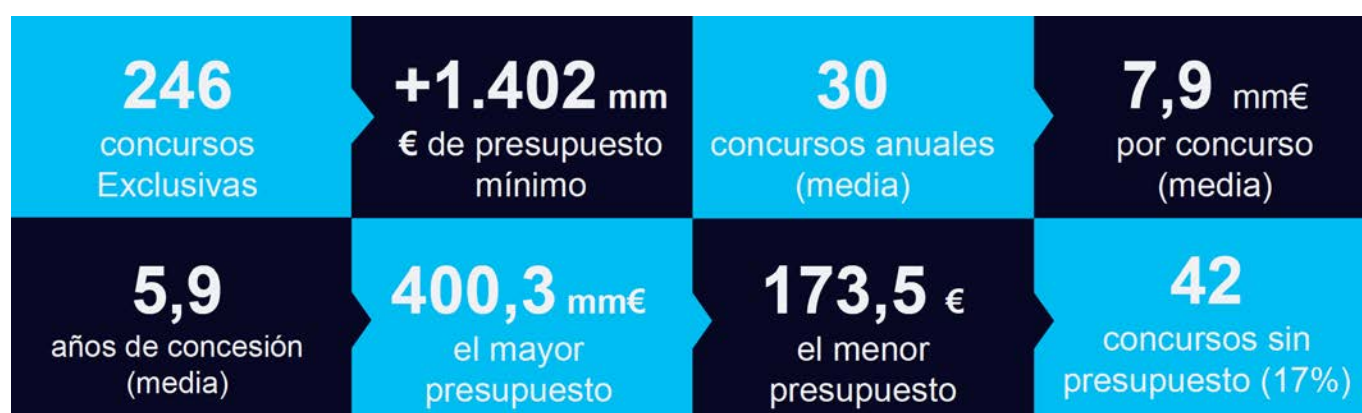 246
concursos
Exclusivas
+1.402 mm
€ de presupuesto
mínimo
30
concursos anuales
(media)
7,9 mm€
por concurso
(media)
5,9
años de concesión
(media)
400,3 mm€
el mayor
presupuesto
173,5 €
el menor
presupuesto
42
concursos sin
presupuesto (17%)